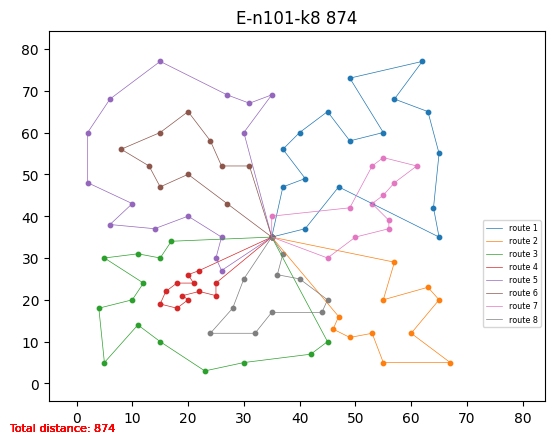 E-n101-k8 874
80
70
60
50
40
30
20
10
0
route 1
route 2
route 3
route 4
route 5
route 6
route 7
route 8
0 10 20 30 40 50 60 70 80
Total distance: 874